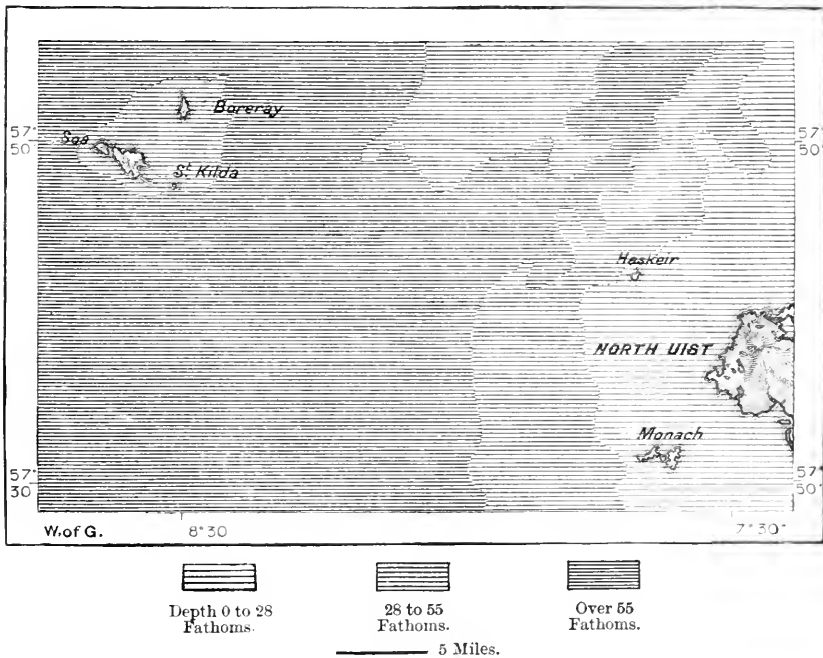 Boreray
57°
50
57°
50
Soa
St. Kilda
Haskeir
NORTH UIST
Monach
57°
30
57°
50
W. of G.
8°30
7°30"
Depth 0 to 28
Fathoms.
28 to 55
Fathoms.
Over 55
Fathoms.
5 Miles.